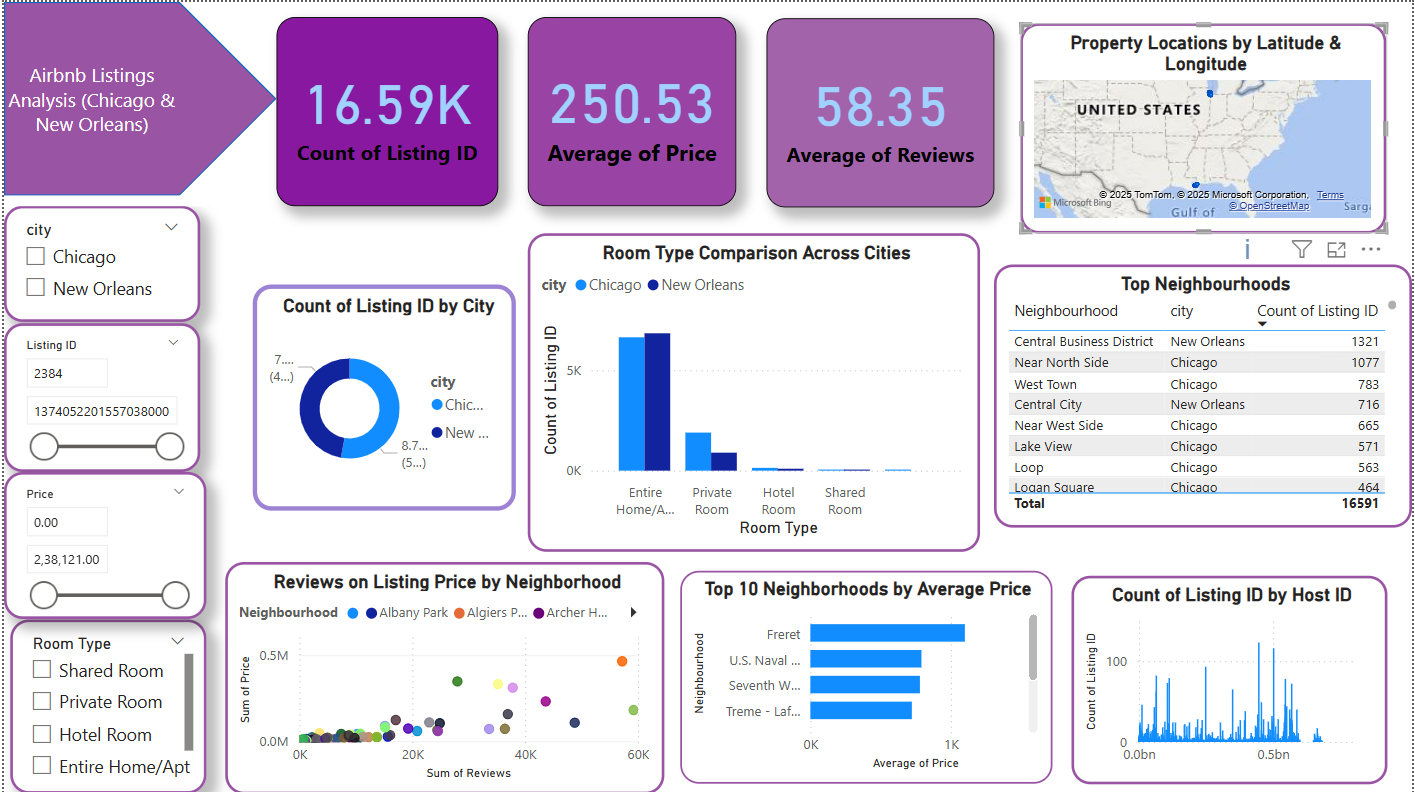 Airbnb Listings
Analysis (Chicago &
New Orleans)
16.59K
Count of Listing ID
250.53
Average of Price
58.35
Average of Reviews
Property Locations by Latitude &
Longitude
UNITED STATES
© 2025 TomTom, © 2025 Microsoft Corporation, Terms
Microsoft Bing
© OpenStreetMap
Gulf of
Sarg
city
Chicago
New Orleans
Listing ID
2384
1374052201557038000
Price
0.00
2,38,121.00
Room Type
Shared Room
Private Room
Hotel Room
Entire Home/Apt
Count of Listing ID by City
7....
(4...)
8.7...
(5...)
city
Chic...
New ...
Room Type Comparison Across Cities
city Chicago New Orleans
Count of Listing ID
5K
0K
Entire
Home/A...
Private
Room
Hotel
Room
Shared
Room
Room Type
Top Neighbourhoods
Neighbourhood city Count of Listing ID
Central Business District New Orleans 1321
Near North Side Chicago 1077
West Town Chicago 783
Central City New Orleans 716
Near West Side Chicago 665
Lake View Chicago 571
Loop Chicago 563
Logan Square Chicago 464
Total 16591
Reviews on Listing Price by Neighborhood
Neighbourhood Albany Park Algiers P... Archer H...
Sum of Price
0.5M
0.0M
0K 20K 40K 60K
Sum of Reviews
Top 10 Neighborhoods by Average Price
Neighbourhood
Freret
U.S. Naval ...
Seventh W...
Treme - Laf...
0K 1K
Average of Price
Count of Listing ID by Host ID
Count of Listing ID
100
0
0.0bn 0.5bn